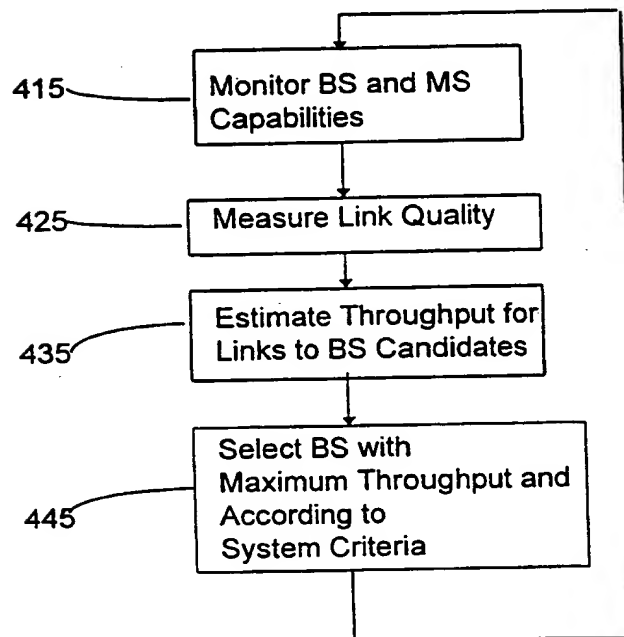 415
Monitor BS and MS
Capabilities
425
Measure Link Quality
435
Estimate Throughput for
Links to BS Candidates
445
Select BS with
Maximum Throughput and
According to
System Criteria